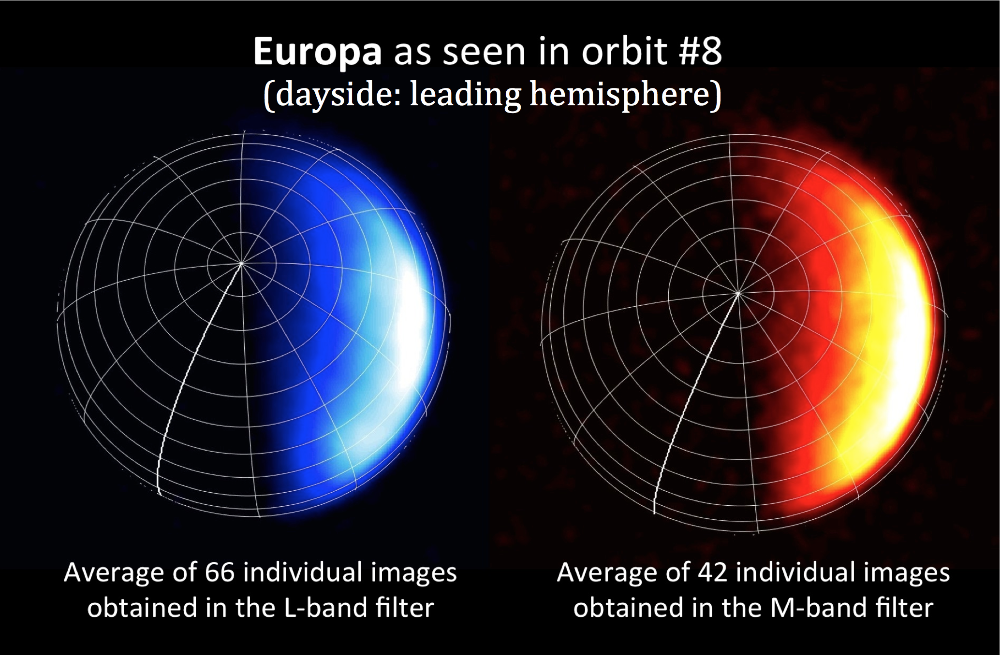 Europa as seen in orbit #8
(dayside: leading hemisphere)
Average of 66 individual images
obtained in the L-band filter
Average of 42 individual images
obtained in the M-band filter